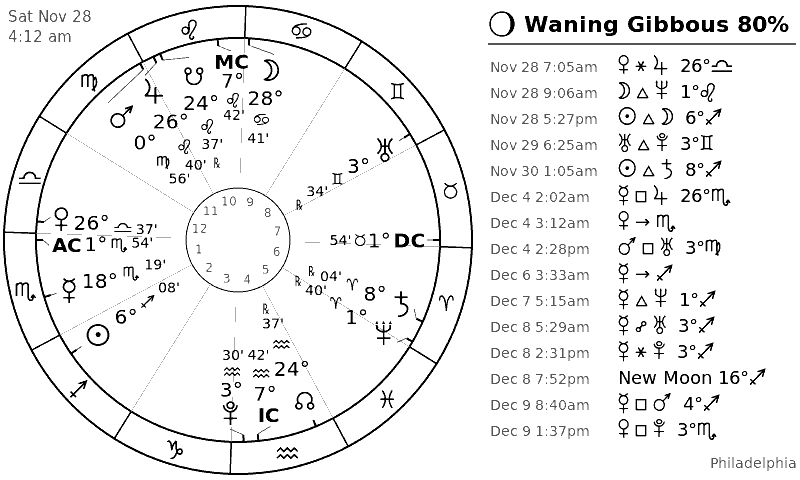 Sat Nov 28
4:12 am
♌
♋
♍
♊
♎
♉
♏
♈
♐
♓
♑
♒
MC
7°
♌
42'
☽
28°
♋
41'
☋
24°
♌
37'
℞
♃
26°
♌
40'
♂
0°
♍
56'
♅
3°
♊
34'
℞
♀ 26° ♎ 37'
AC 1° ♏ 54'
54' ♉ 1° DC
☿ 18° ♏ 19'
☉ 6° ♐ 08'
℞ 04' ♈ 8° ♄
℞ 40' ♈ 1° ♆
℞
37'
♒
24°
☊
30'
♒
3°
♇
42'
♒
7°
IC
10 9
11 8
12 7
1 6
2 5
3 4
Waning Gibbous 80%
Nov 28 7:05am ♀ ⚹ ♃ 26°♎
Nov 28 9:06am ☽ △ ♆ 1°♌
Nov 28 5:27pm ☉ △ ☽ 6°♐
Nov 29 6:25am ♅ △ ♇ 3°♊
Nov 30 1:05am ☉ △ ♄ 8°♐
Dec 4 2:02am ☿ □ ♃ 26°♏
Dec 4 3:12am ♀ → ♏
Dec 4 2:28pm ♂ □ ♅ 3°♍
Dec 6 3:33am ☿ → ♐
Dec 7 5:15am ☿ △ ♆ 1°♐
Dec 8 5:29am ☿ ☍ ♅ 3°♐
Dec 8 2:31pm ☿ ⚹ ♇ 3°♐
Dec 8 7:52pm New Moon 16°♐
Dec 9 8:40am ☿ □ ♂ 4°♐
Dec 9 1:37pm ♀ □ ♇ 3°♏
Philadelphia